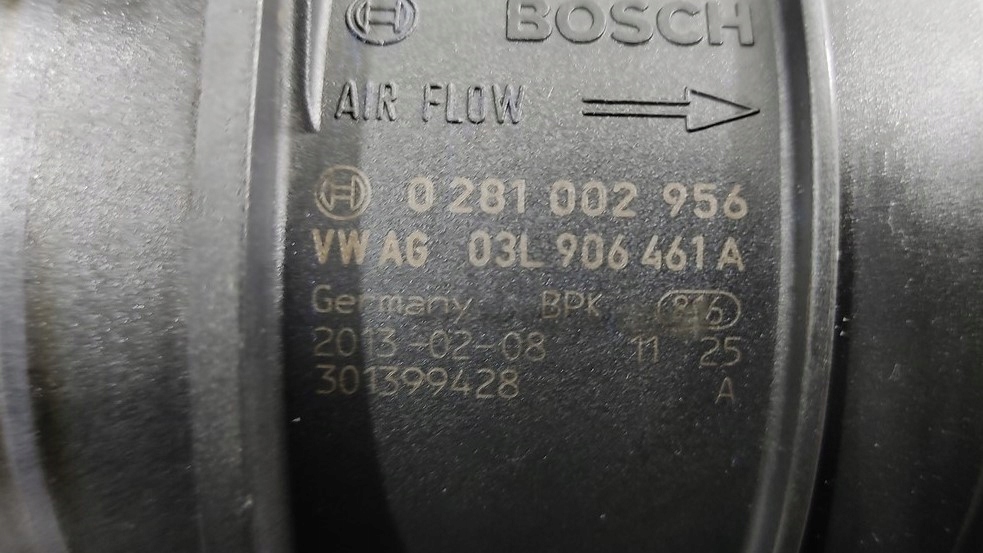 BOSCH
AIR FLOW
0 281 002 956
VW AG 03L 906 461 A
Germany BPK 816
2013-02-08 11 25
301399428 A